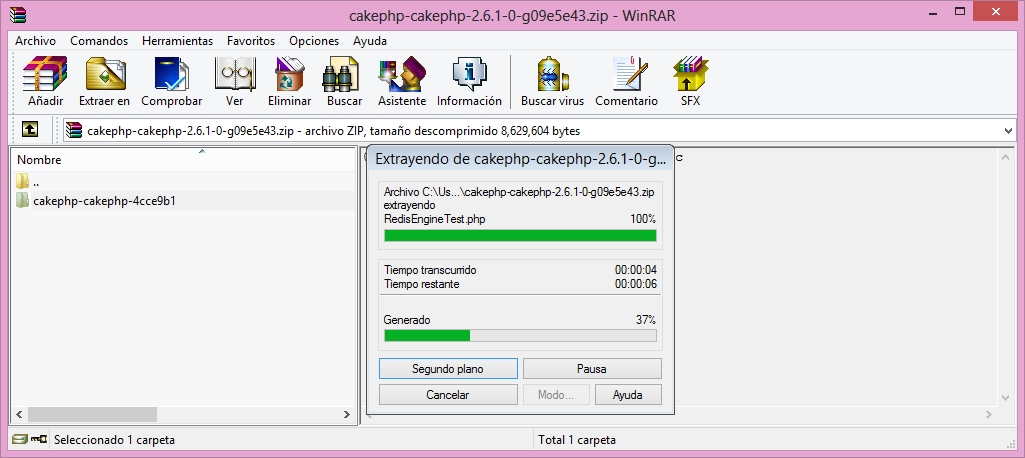 cakephp-cakephp-2.6.1-0-g09e5e43.zip - WinRAR
Archivo Comandos Herramientas Favoritos Opciones Ayuda
Añadir Extraer en Comprobar Ver Eliminar Buscar Asistente Información Buscar virus Comentario SFX
cakephp-cakephp-2.6.1-0-g09e5e43.zip - archivo ZIP, tamaño descomprimido 8,629,604 bytes
Nombre
..
cakephp-cakephp-4cce9b1
Extrayendo de cakephp-cakephp-2.6.1-0-g...
Archivo C:\Us...\cakephp-cakephp-2.6.1-0-g09e5e43.zip
extrayendo
RedisEngineTest.php 100%
Tiempo transcurrido 00:00:04
Tiempo restante 00:00:06
Generado 37%
Segundo plano Pausa
Cancelar Modo... Ayuda
Seleccionado 1 carpeta Total 1 carpeta